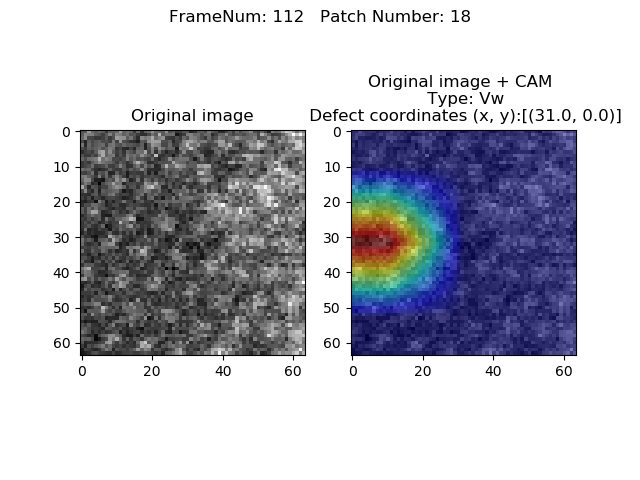 FrameNum: 112   Patch Number: 18
Original image + CAM
Type: Vw
Original image
Defect coordinates (x, y):[(31.0, 0.0)]
0
10
20
30
40
50
60
0 20 40 60
0
10
20
30
40
50
60
0 20 40 60